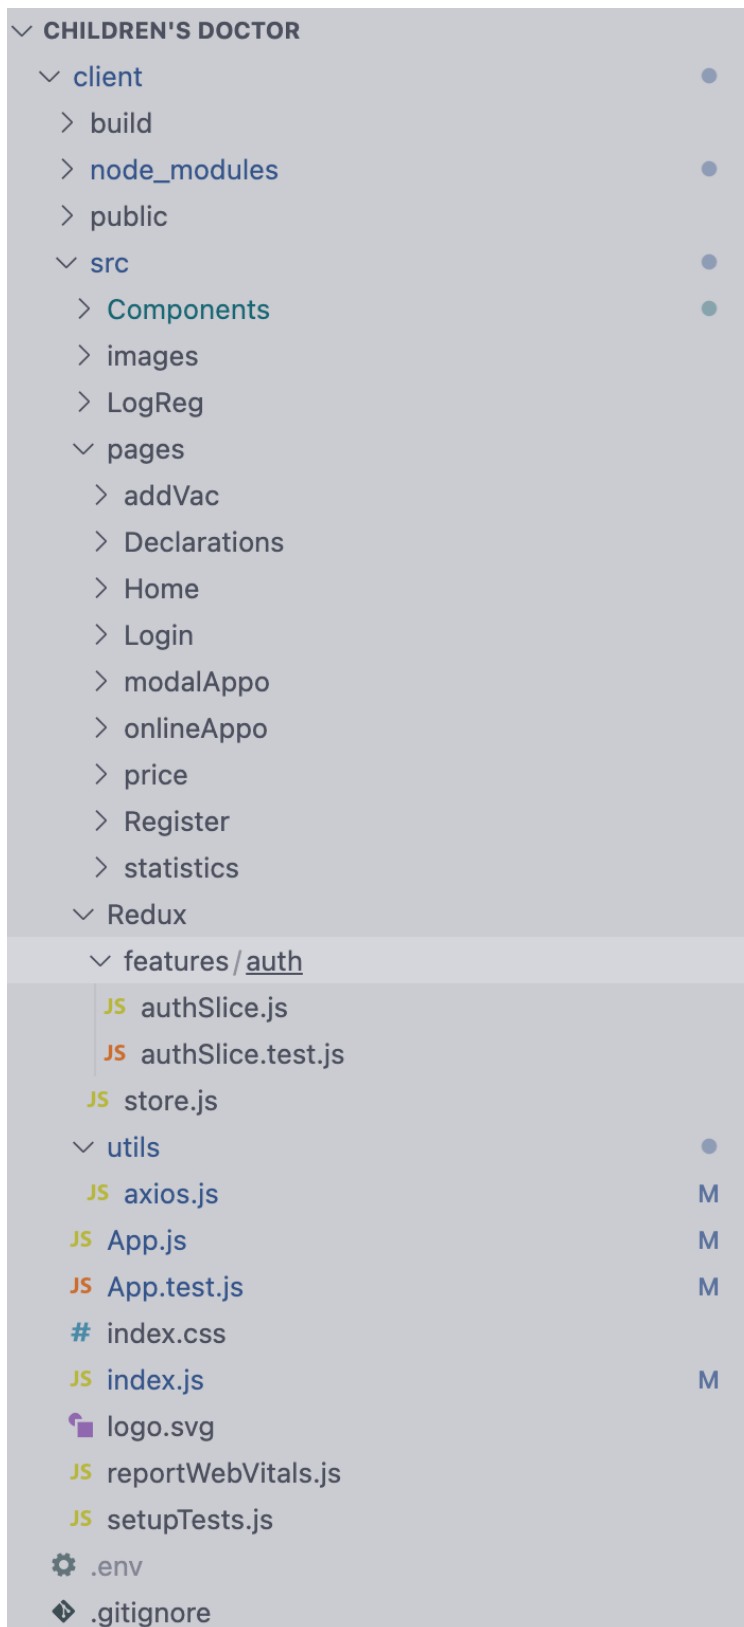 CHILDREN'S DOCTOR
client
build
node_modules
public
src
Components
images
LogReg
pages
addVac
Declarations
Home
Login
modalAppo
onlineAppo
price
Register
statistics
Redux
features/auth
JS authSlice.js
JS authSlice.test.js
JS store.js
utils
JS axios.js M
JS App.js M
JS App.test.js M
# index.css
JS index.js M
logo.svg
JS reportWebVitals.js
JS setupTests.js
.env
.gitignore